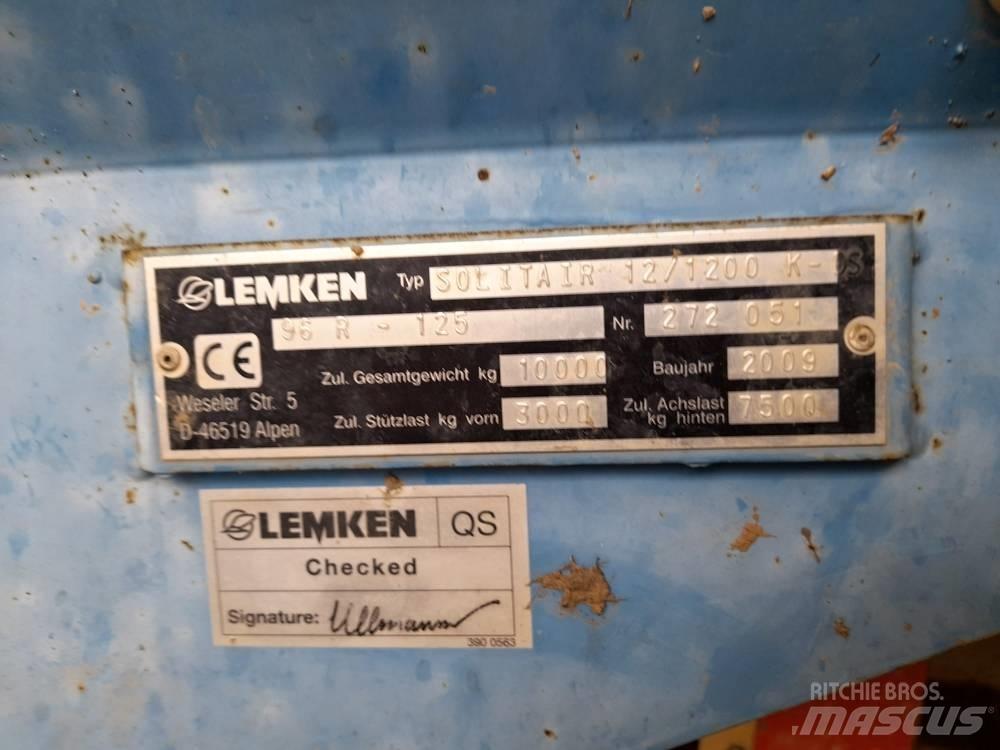 LEMKEN Typ SOLITAIR 12/1200 K-DS
96 R - 125 Nr. 272 051
CE Zul. Gesamtgewicht kg 10000 Baujahr 2009
Weseler Str. 5
D-46519 Alpen
Zul. Stützlast kg vorn 3000 Zul. Achslast
kg hinten 7500
LEMKEN QS
Checked
Signature: Ullmann
390 0563
RITCHIE BROS.
MASCUS